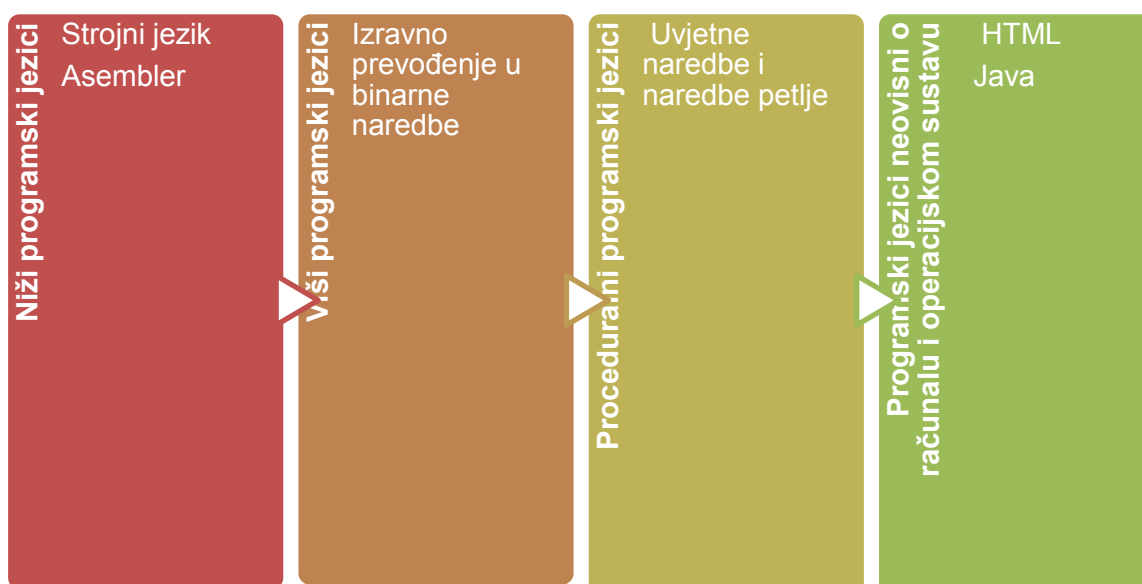 Niži programski jezici
Strojni jezik
Asembler
Viši programski jezici
Izravno
prevođenje u
binarne
naredbe
Proceduralni programski jezici
Uvjetne
naredbe i
naredbe petlje
Programski jezici neovisni o
računalu i operacijskom sustavu
HTML
Java